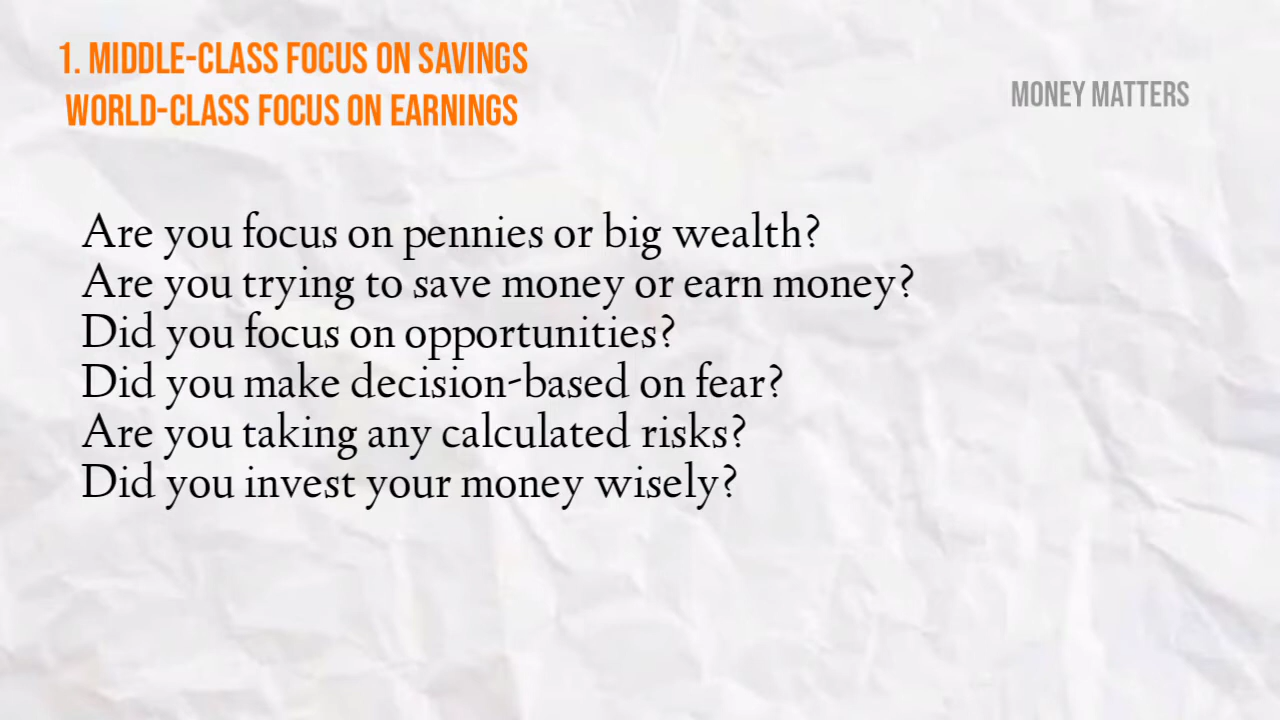 1. MIDDLE-CLASS FOCUS ON SAVINGS
WORLD-CLASS FOCUS ON EARNINGS
MONEY MATTERS
Are you focus on pennies or big wealth?
Are you trying to save money or earn money?
Did you focus on opportunities?
Did you make decision-based on fear?
Are you taking any calculated risks?
Did you invest your money wisely?